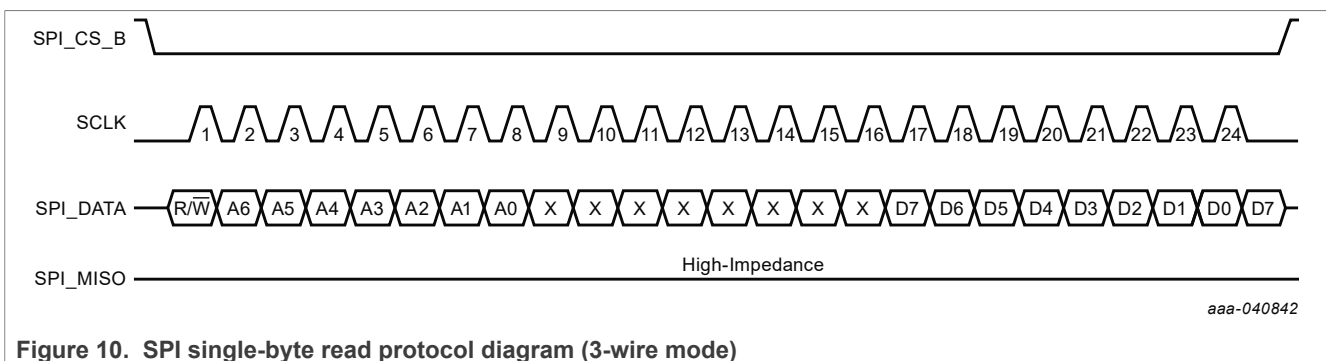 SPI_CS_B
SCLK 1 2 3 4 5 6 7 8 9 10 11 12 13 14 15 16 17 18 19 20 21 22 23 24
SPI_DATA R/W̅ A6 A5 A4 A3 A2 A1 A0 X X X X X X X X D7 D6 D5 D4 D3 D2 D1 D0 D7
SPI_MISO High-Impedance
aaa-040842
Figure 10. SPI single-byte read protocol diagram (3-wire mode)